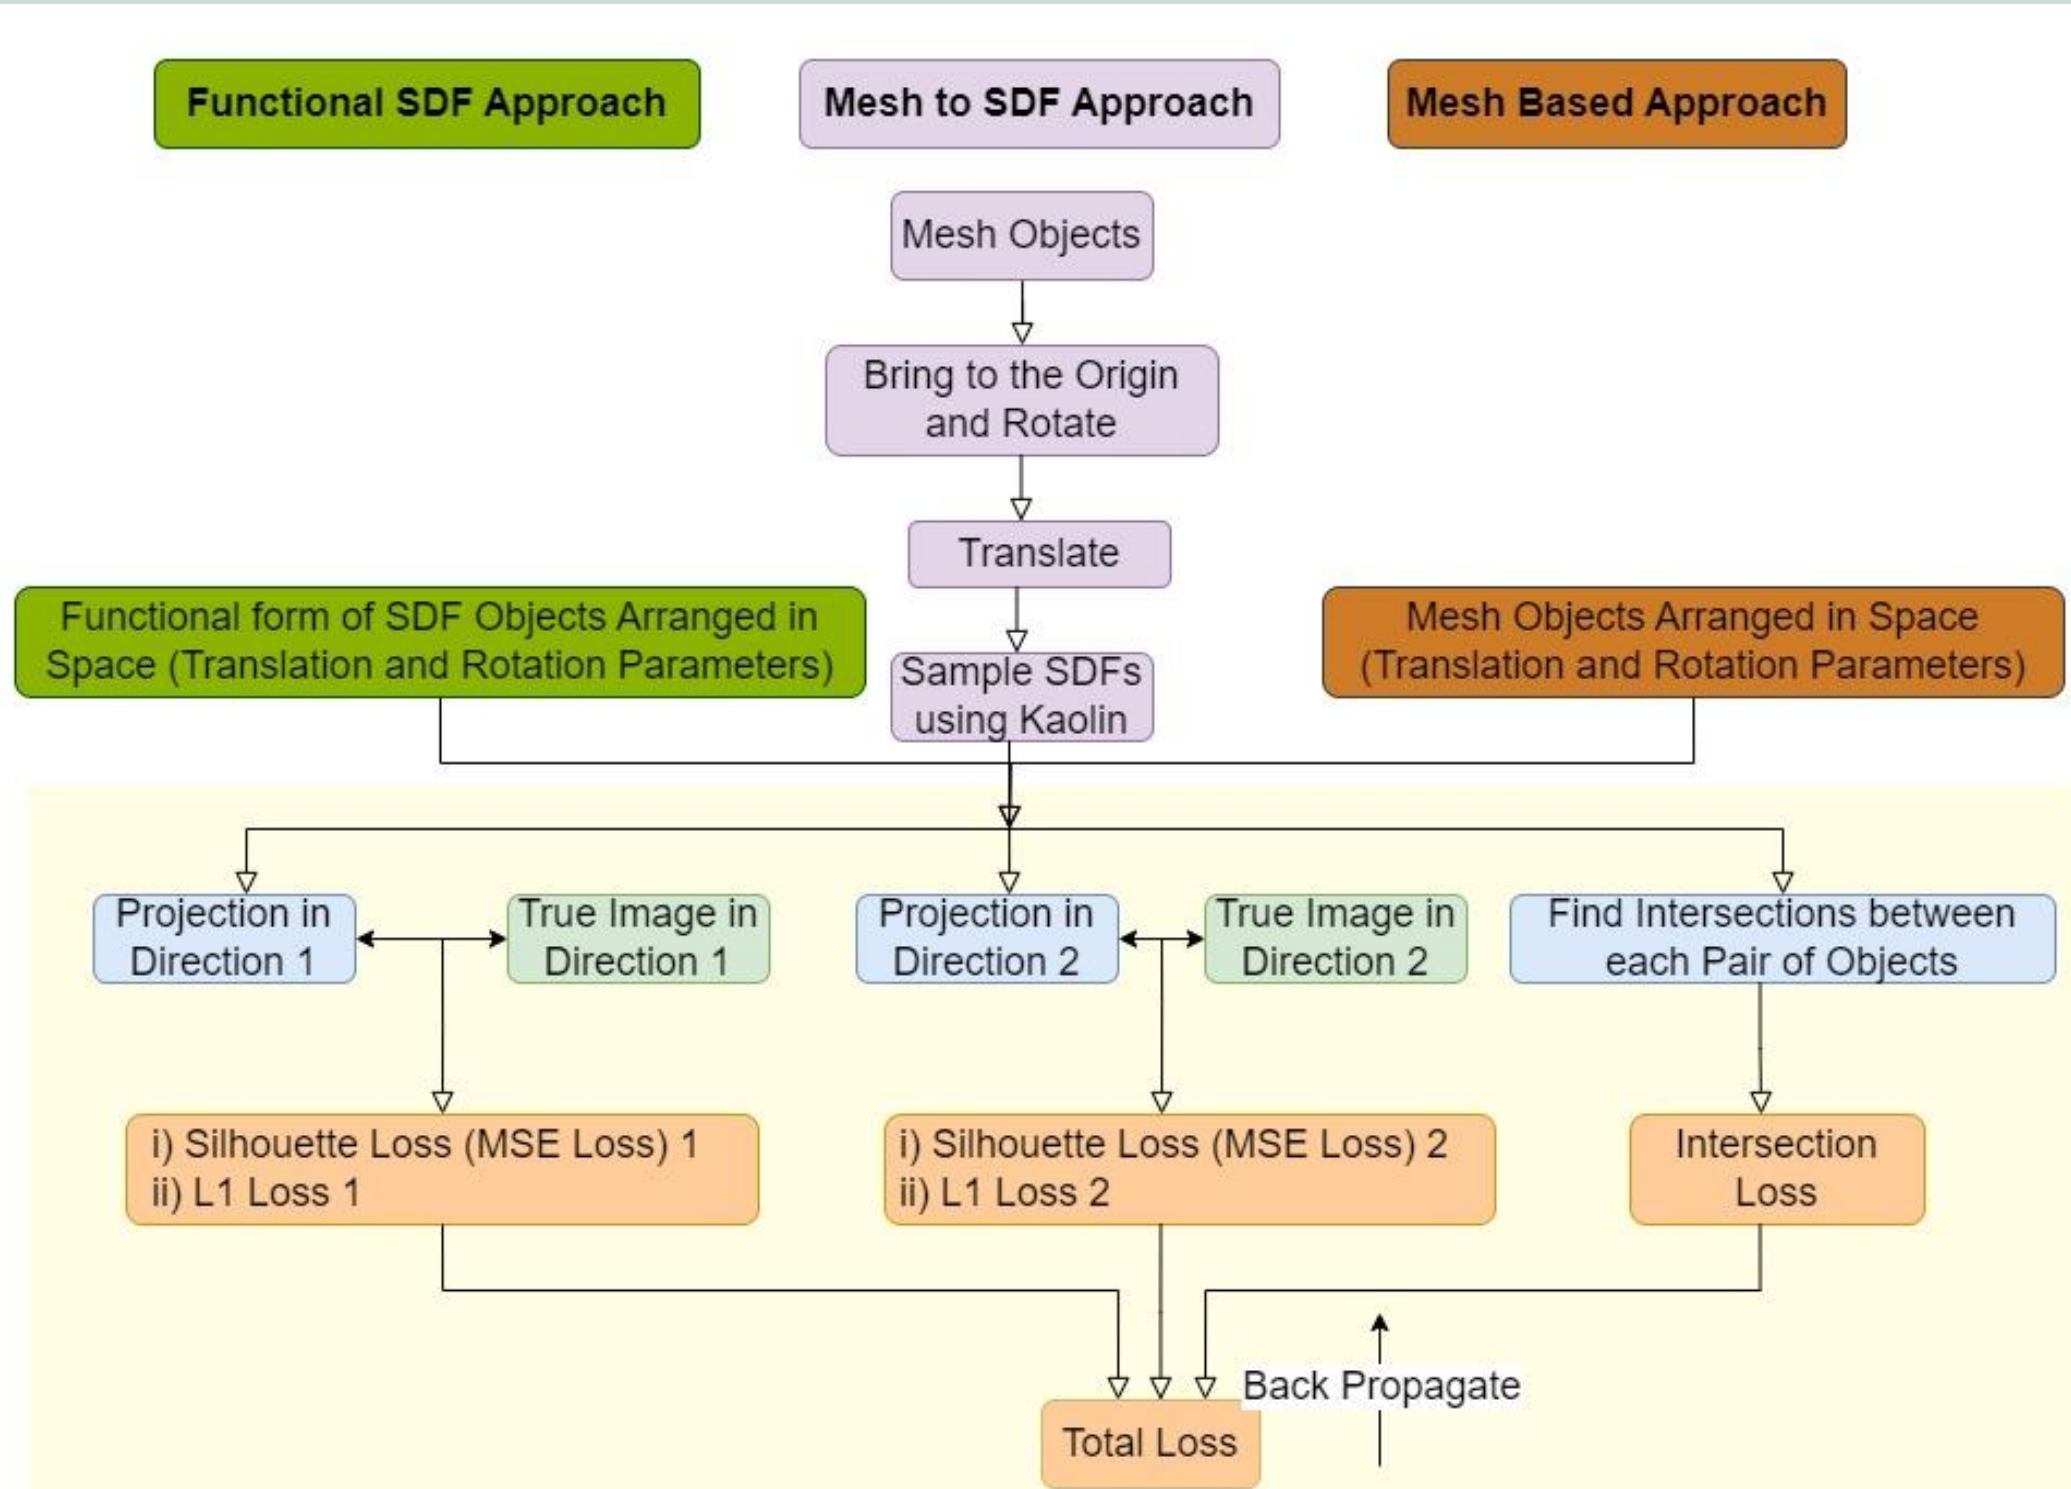 Functional SDF Approach
Mesh to SDF Approach
Mesh Based Approach
Mesh Objects
Bring to the Origin
and Rotate
Translate
Functional form of SDF Objects Arranged in
Space (Translation and Rotation Parameters)
Sample SDFs
using Kaolin
Mesh Objects Arranged in Space
(Translation and Rotation Parameters)
Projection in
Direction 1
True Image in
Direction 1
Projection in
Direction 2
True Image in
Direction 2
Find Intersections between
each Pair of Objects
i) Silhouette Loss (MSE Loss) 1
ii) L1 Loss 1
i) Silhouette Loss (MSE Loss) 2
ii) L1 Loss 2
Intersection
Loss
Back Propagate
Total Loss